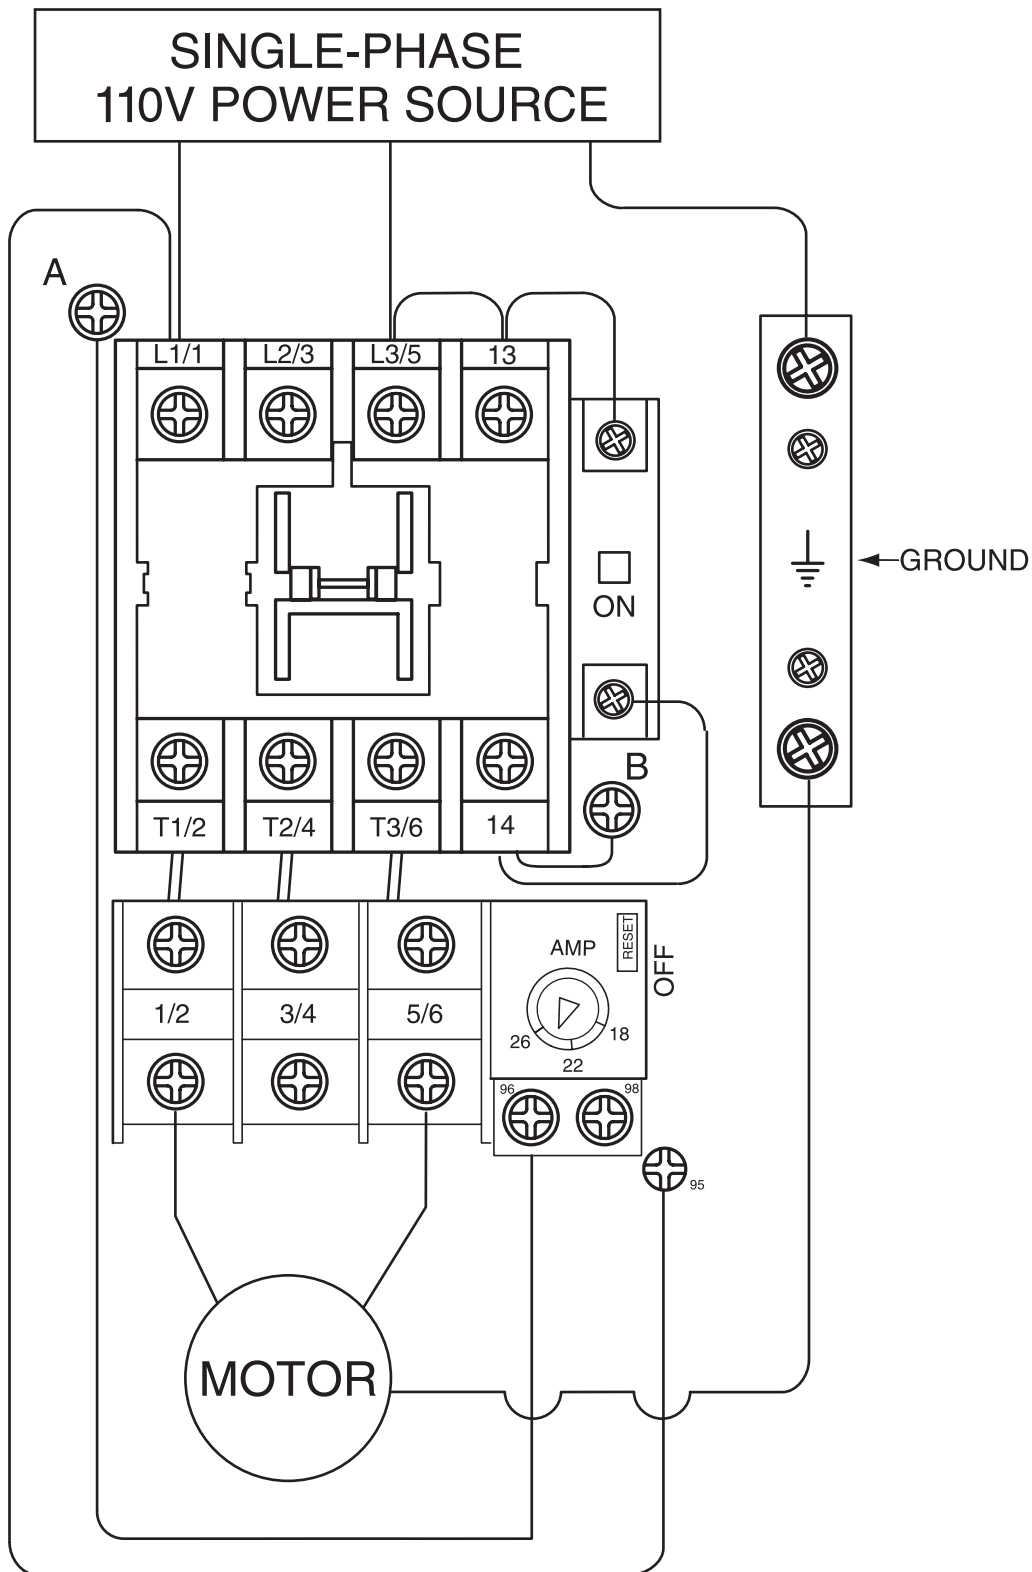 SINGLE-PHASE
110V POWER SOURCE
A
L1/1 L2/3 L3/5 13
GROUND
ON
B
T1/2 T2/4 T3/6 14
RESET
OFF
AMP
1/2 3/4 5/6
26 18
22
96 98
95
MOTOR